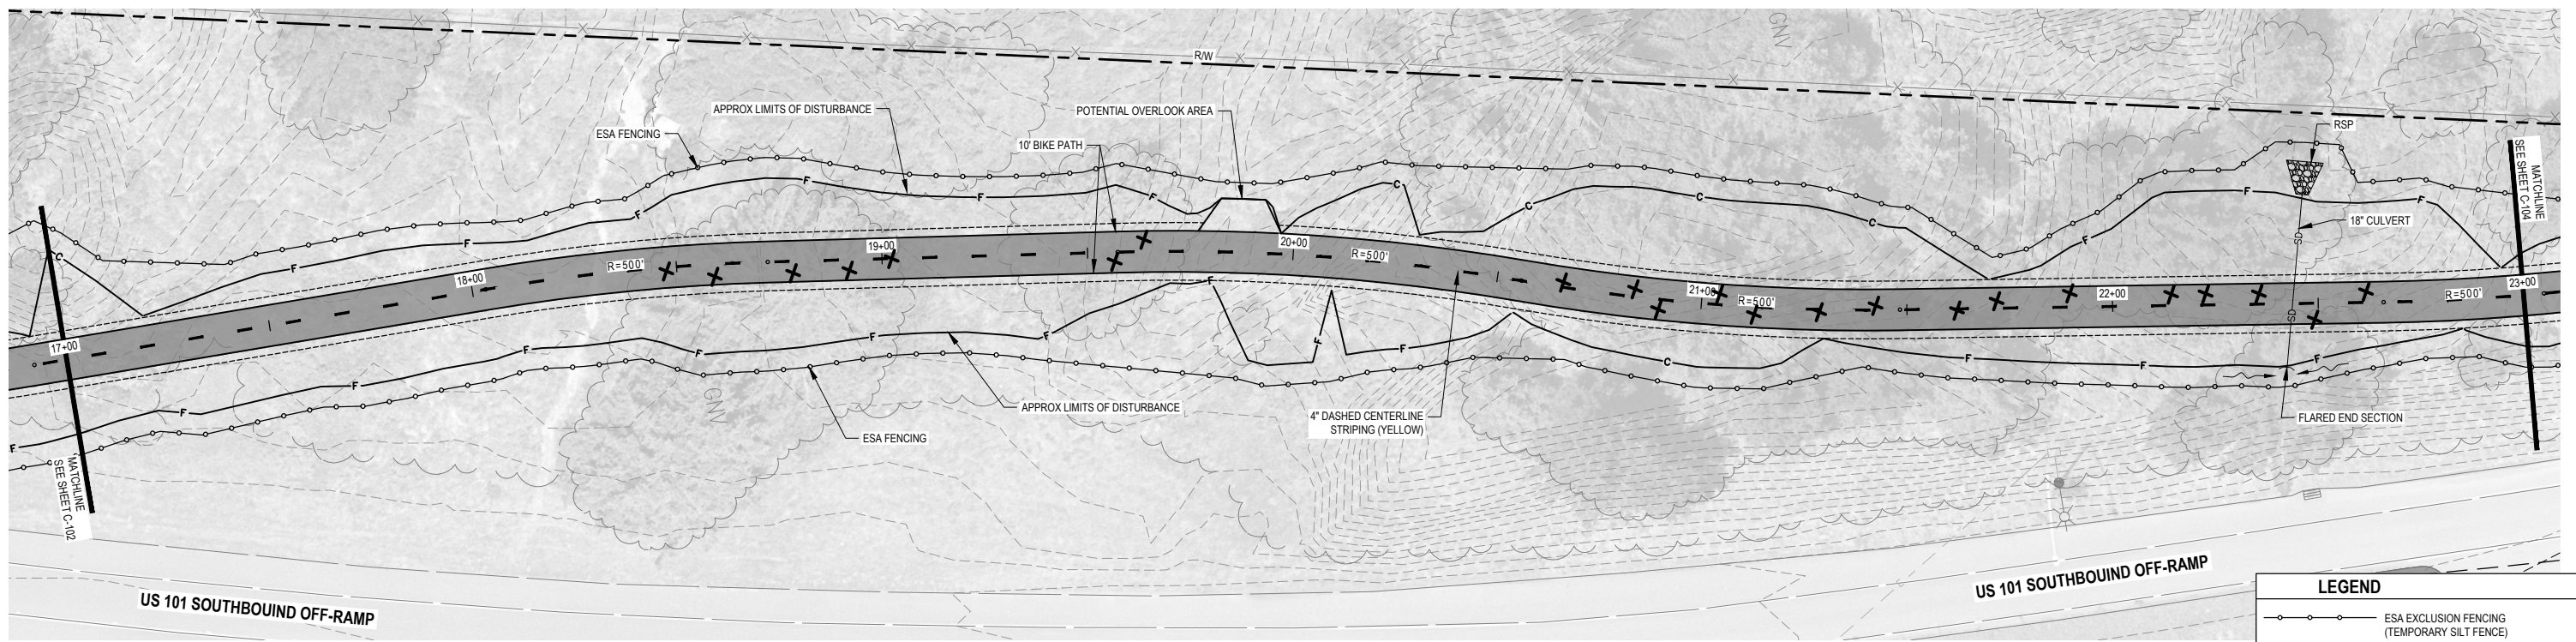 R/W
APPROX LIMITS OF DISTURBANCE
POTENTIAL OVERLOOK AREA
ESA FENCING
10' BIKE PATH
RSP
MATCHLINE
SEE SHEET C-104
18" CULVERT
SD
SD
17+00
18+00
R=500'
19+00
20+00
R=500'
21+00
R=500'
22+00
R=500'
23+00
C
F
F
F
F
F
F
C
C
C
C
F
F
F
F
F
F
F
F
F
F
F
F
F
C
F
F
F
GW
GW
APPROX LIMITS OF DISTURBANCE
ESA FENCING
4" DASHED CENTERLINE
STRIPING (YELLOW)
FLARED END SECTION
MATCHLINE
SEE SHEET C-102
US 101 SOUTHBOUIND OFF-RAMP
US 101 SOUTHBOUIND OFF-RAMP
LEGEND
ESA EXCLUSION FENCING
(TEMPORARY SILT FENCE)